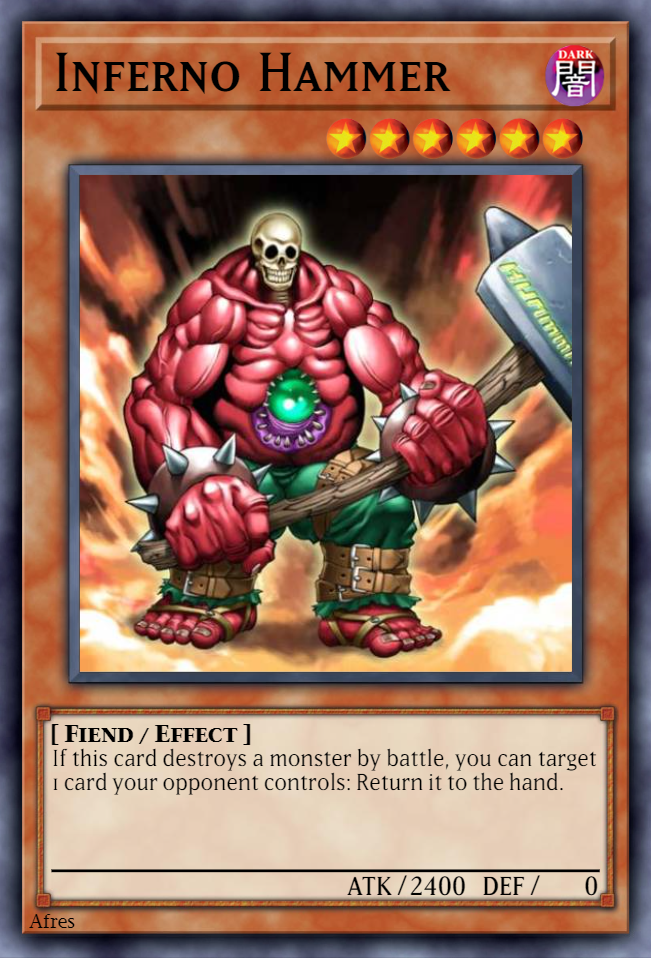 Inferno Hammer
DARK
闇
[ Fiend / Effect ]
If this card destroys a monster by battle, you can target
1 card your opponent controls: Return it to the hand.
ATK / 2400 DEF / 0
Afres